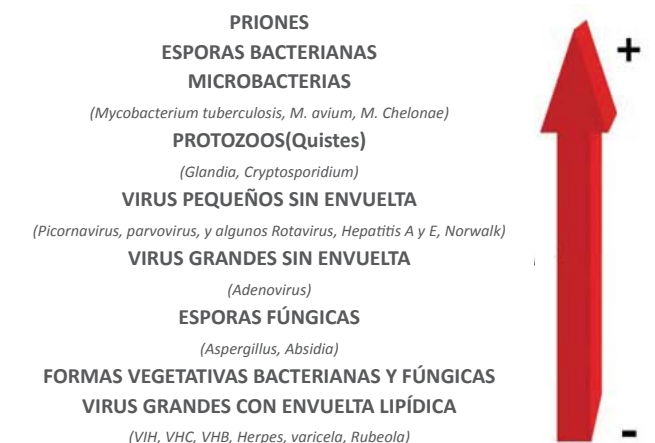 PRIONES
ESPORAS BACTERIANAS
MICROBACTERIAS
(Mycobacterium tuberculosis, M. avium, M. Chelonae)
PROTOZOOS(Quistes)
(Glandia, Cryptosporidium)
VIRUS PEQUEÑOS SIN ENVUELTA
(Picornavirus, parvovirus, y algunos Rotavirus, Hepatitis A y E, Norwalk)
VIRUS GRANDES SIN ENVUELTA
(Adenovirus)
ESPORAS FÚNGICAS
(Aspergillus, Absidia)
FORMAS VEGETATIVAS BACTERIANAS Y FÚNGICAS
VIRUS GRANDES CON ENVUELTA LIPÍDICA
(VIH, VHC, VHB, Herpes, varicela, Rubeola)
+
-